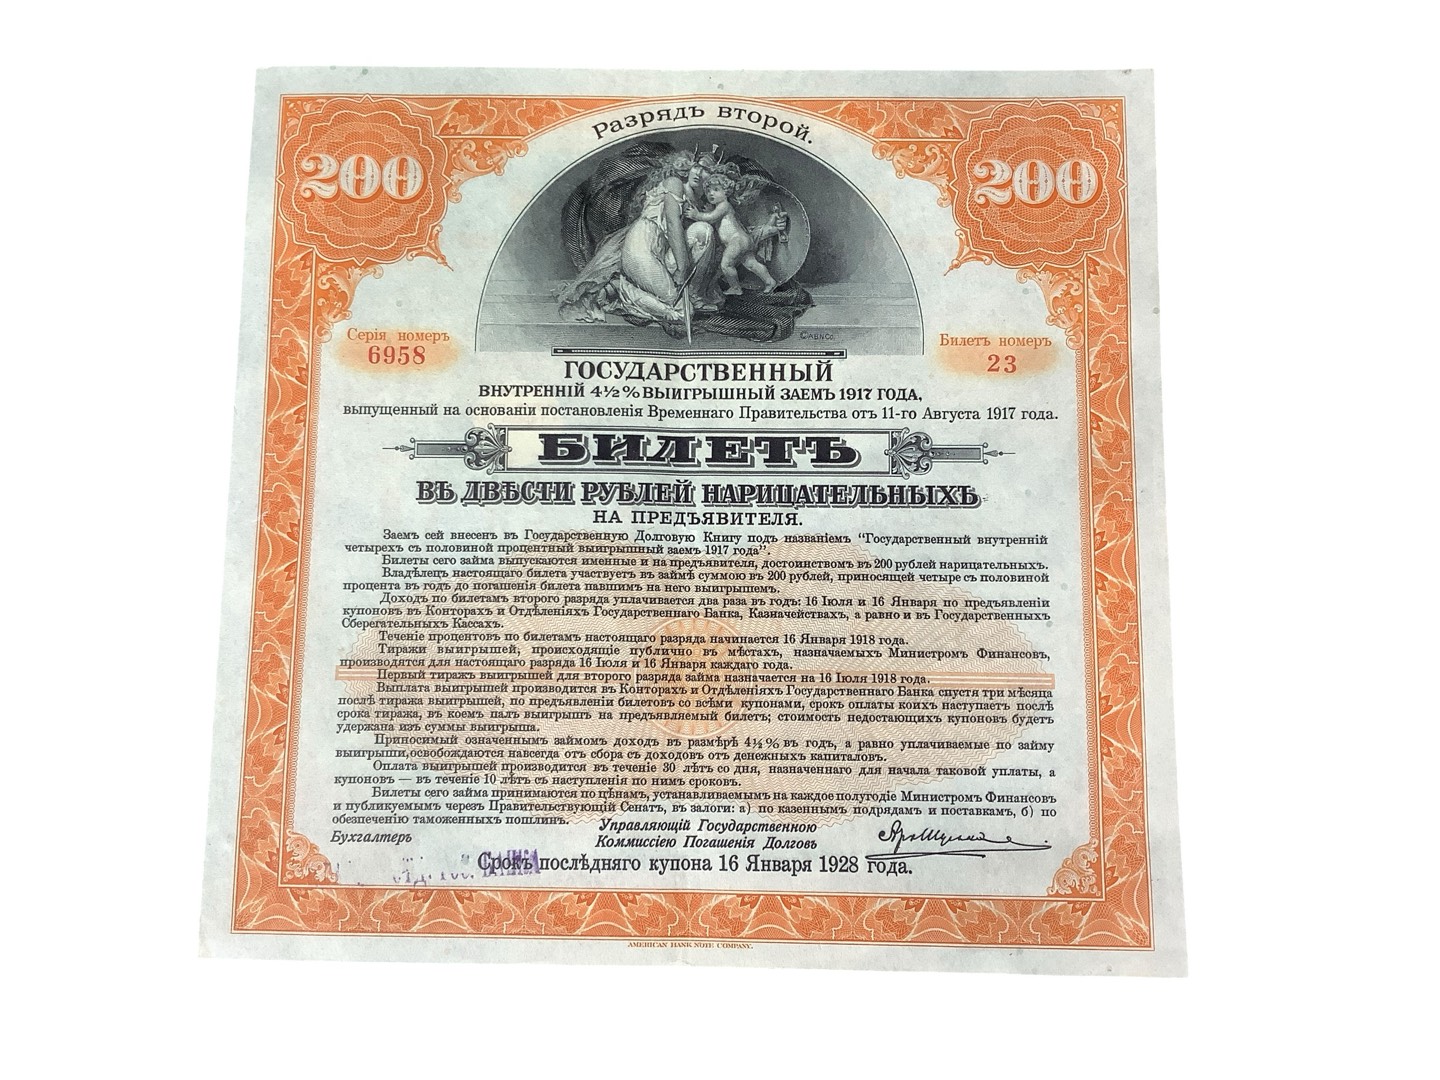 Разрядъ второй.
200
200
C. ABNCo.
Серія номеръ
6958
Билетъ номеръ
23
ГОСУДАРСТВЕННЫЙ
ВНУТРЕННІЙ 4½% ВЫИГРЫШНЫЙ ЗАЕМЪ 1917 ГОДА,
выпущенный на основаніи постановленія Временнаго Правительства отъ 11-го Августа 1917 года.
БИЛЕТЪ
ВЪ ДВѢСТИ РУБЛЕЙ НАРИЦАТЕЛЬНЫХЪ
НА ПРЕДЪЯВИТЕЛЯ.
Заемъ сей внесенъ въ Государственную Долговую Книгу подъ названіемъ “Государственный внутренній
четырехъ съ половиной процентный выигрышный заемъ 1917 года”.
Билеты сего займа выпускаются именные и на предъявителя, достоинствомъ въ 200 рублей нарицательныхъ.
Владѣлецъ настоящаго билета участвуетъ въ займѣ суммою въ 200 рублей, приносящей четыре съ половиной
процента въ годъ до погашенія билета павшимъ на него выигрышемъ.
Доходъ по билетамъ второго разряда уплачивается два раза въ годъ: 16 Іюля и 16 Января по предъявленіи
купоновъ въ Конторахъ и Отдѣленіяхъ Государственнаго Банка, Казначействахъ, а равно и въ Государственныхъ
Сберегательныхъ Кассахъ.
Теченіе процентовъ по билетамъ настоящаго разряда начинается 16 Января 1918 года.
Тиражи выигрышей, происходящіе публично въ мѣстахъ, назначаемыхъ Министромъ Финансовъ,
производятся для настоящаго разряда 16 Іюля и 16 Января каждаго года.
Первый тиражъ выигрышей для второго разряда займа назначается на 16 Іюля 1918 года.
Выплата выигрышей производится въ Конторахъ и Отдѣленіяхъ Государственнаго Банка спустя три мѣсяца
послѣ тиража выигрышей, по предъявленіи билетовъ со всѣми купонами, срокъ оплаты коихъ наступаетъ послѣ
срока тиража, въ коемъ палъ выигрышъ на предъявляемый билетъ; стоимость недостающихъ купоновъ будетъ
удержана изъ суммы выигрыша.
Приносимый означеннымъ займомъ доходъ въ размѣрѣ 4½% въ годъ, а равно уплачиваемые по займу
выигрыши, освобождаются навсегда отъ сбора съ доходовъ отъ денежныхъ капиталовъ.
Оплата выигрышей производится въ теченіе 30 лѣтъ со дня, назначеннаго для начала таковой уплаты, а
купоновъ — въ теченіе 10 лѣтъ съ наступленія по нимъ сроковъ.
Билеты сего займа принимаются по цѣнамъ, устанавливаемымъ на каждое полугодіе Министромъ Финансовъ
и публикуемымъ черезъ Правительствующій Сенатъ, въ залоги: а) по казеннымъ подрядамъ и поставкамъ, б) по
обезпеченію таможенныхъ пошлинъ.
Бухгалтеръ
Управляющій Государственною
Коммиссіею Погашенія Долговъ
БАНКА
Срокъ послѣдняго купона 16 Января 1928 года.
AMERICAN BANK NOTE COMPANY.